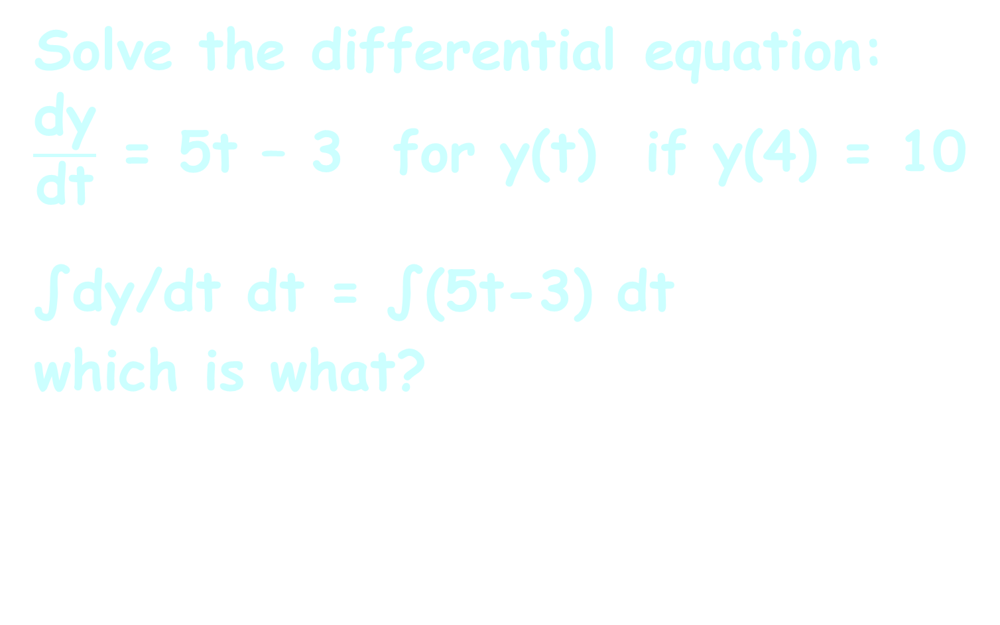 Solve the differential equation:
dy/dt = 5t - 3 for y(t) if y(4) = 10
∫dy/dt dt = ∫(5t-3) dt
which is what?